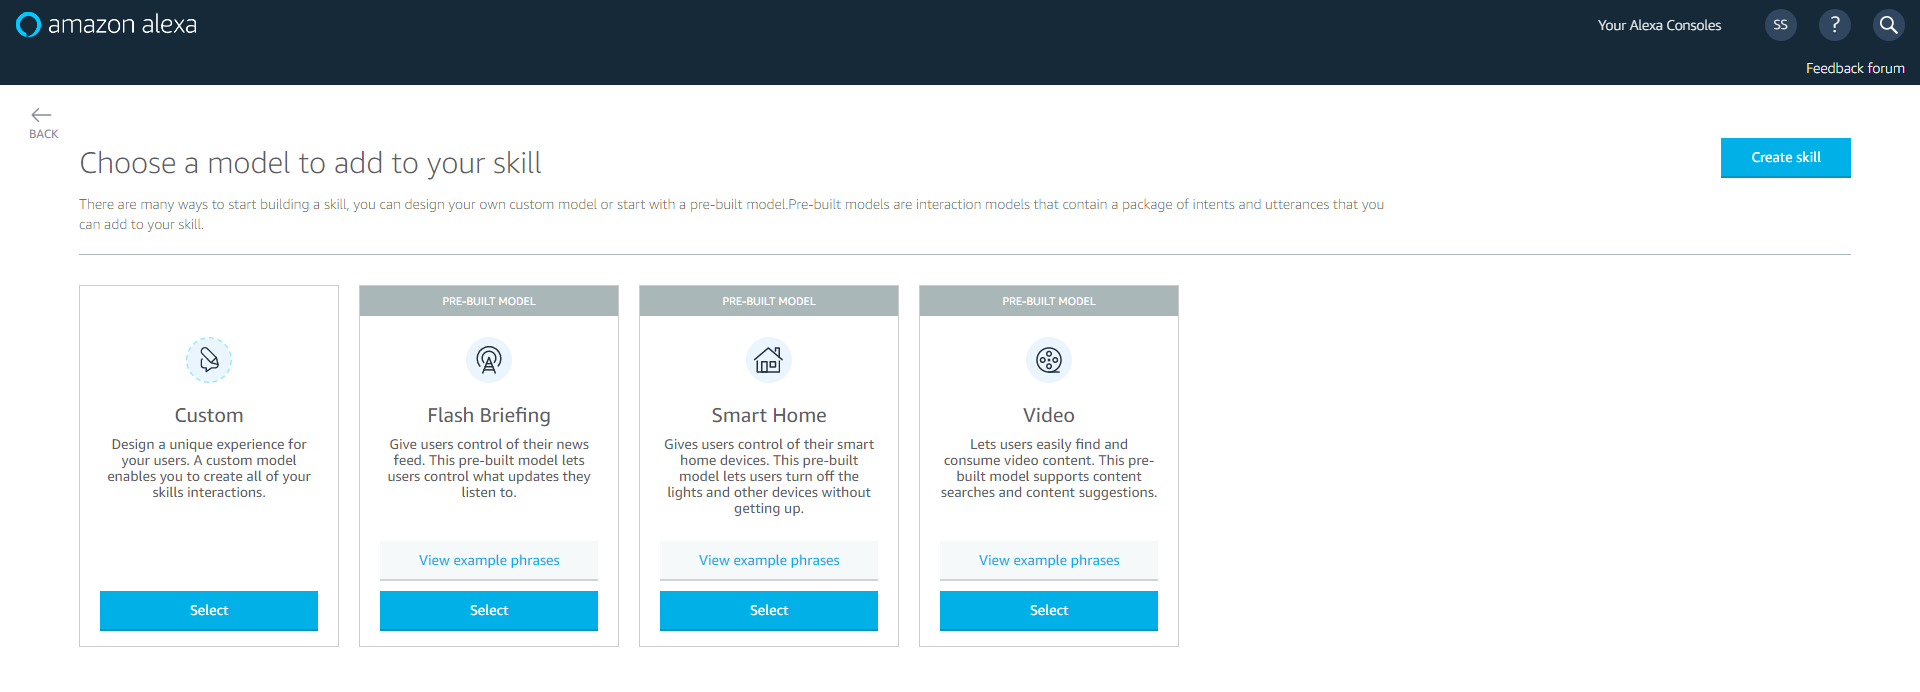 amazon alexa
Your Alexa Consoles
SS
?
Feedback forum
BACK
Choose a model to add to your skill
Create skill
There are many ways to start building a skill, you can design your own custom model or start with a pre-built model.Pre-built models are interaction models that contain a package of intents and utterances that you
can add to your skill.
Custom
Design a unique experience for
your users. A custom model
enables you to create all of your
skills interactions.
Select
PRE-BUILT MODEL
Flash Briefing
Give users control of their news
feed. This pre-built model lets
users control what updates they
listen to.
View example phrases
Select
PRE-BUILT MODEL
Smart Home
Gives users control of their smart
home devices. This pre-built
model lets users turn off the
lights and other devices without
getting up.
View example phrases
Select
PRE-BUILT MODEL
Video
Lets users easily find and
consume video content. This pre-
built model supports content
searches and content suggestions.
View example phrases
Select